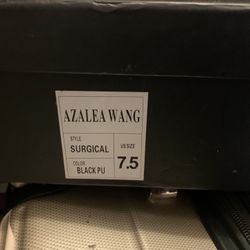 AZALEA WANG
STYLE
SURGICAL
COLOR
BLACK PU
US SIZE
7.5